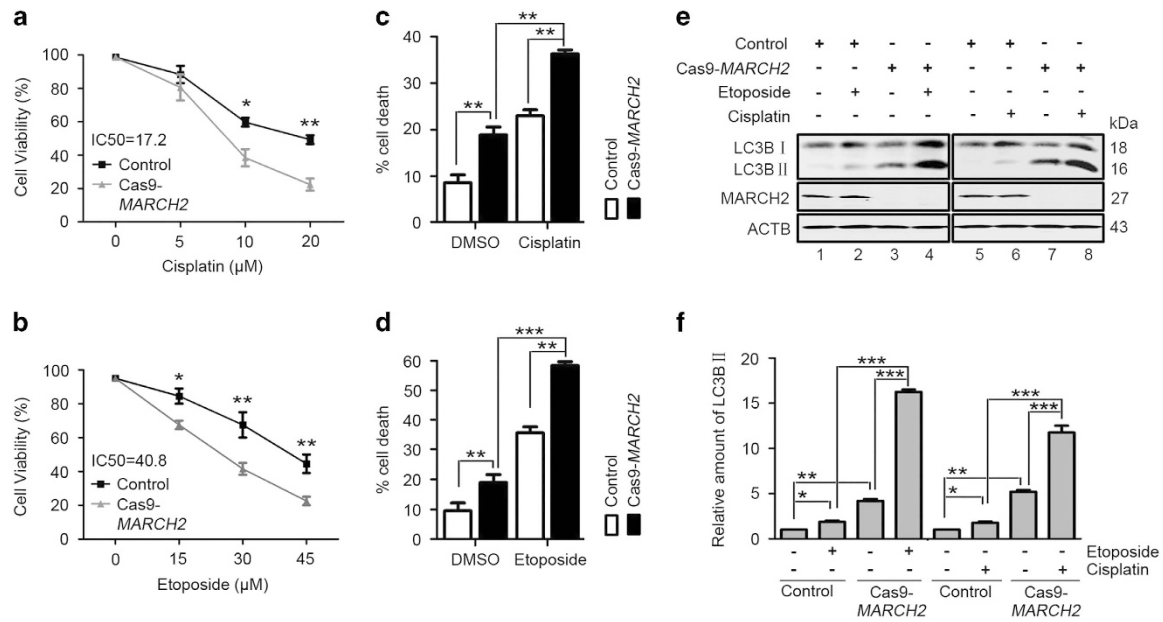 a
100
80
60
40
20
0
Cell Viability (%)
IC50=17.2
Control
Cas9-
MARCH2
*
**
0 5 10 20
Cisplatin (µM)
b
100
80
60
40
20
0
Cell Viability (%)
IC50=40.8
Control
Cas9-
MARCH2
*
**
**
0 15 30 45
Etoposide (µM)
c
40
30
20
10
0
% cell death
**
**
**
DMSO Cisplatin
Control
Cas9-MARCH2
d
60
50
40
30
20
10
0
% cell death
***
**
**
DMSO Etoposide
Control
Cas9-MARCH2
e
Control + + - - + + - -
Cas9-MARCH2 - - + + - - + +
Etoposide - + - + - - - -
Cisplatin - - - - - + - +
kDa
LC3B I 18
LC3B II 16
MARCH2 27
ACTB 43
1 2 3 4 5 6 7 8
f
20
15
10
5
0
Relative amount of LC3B II
***
***
***
***
**
*
**
*
- + - + - - - - Etoposide
- - - - - + - + Cisplatin
Control Cas9- Control Cas9-
MARCH2 MARCH2